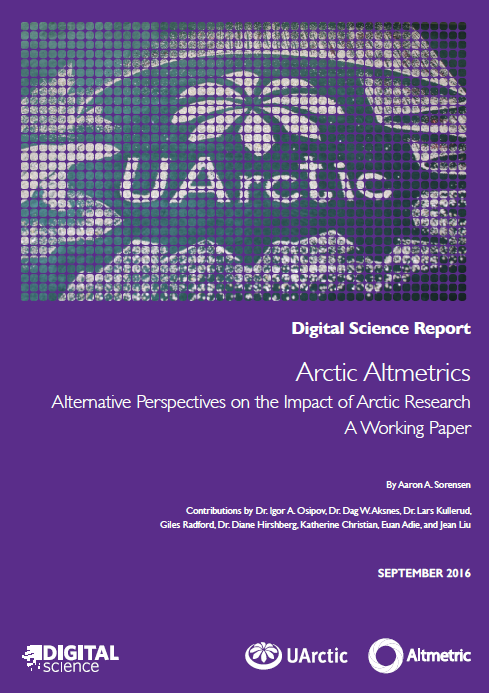 UArctic
Digital Science Report
Arctic Altmetrics
Alternative Perspectives on the Impact of Arctic Research
A Working Paper
By Aaron A. Sorensen
Contributions by Dr. Igor A. Osipov, Dr. Dag W. Aksnes, Dr. Lars Kullerud,
Giles Radford, Dr. Diane Hirshberg, Katherine Christian, Euan Adie, and Jean Liu
SEPTEMBER 2016
DIGITAL
science
UArctic
Altmetric